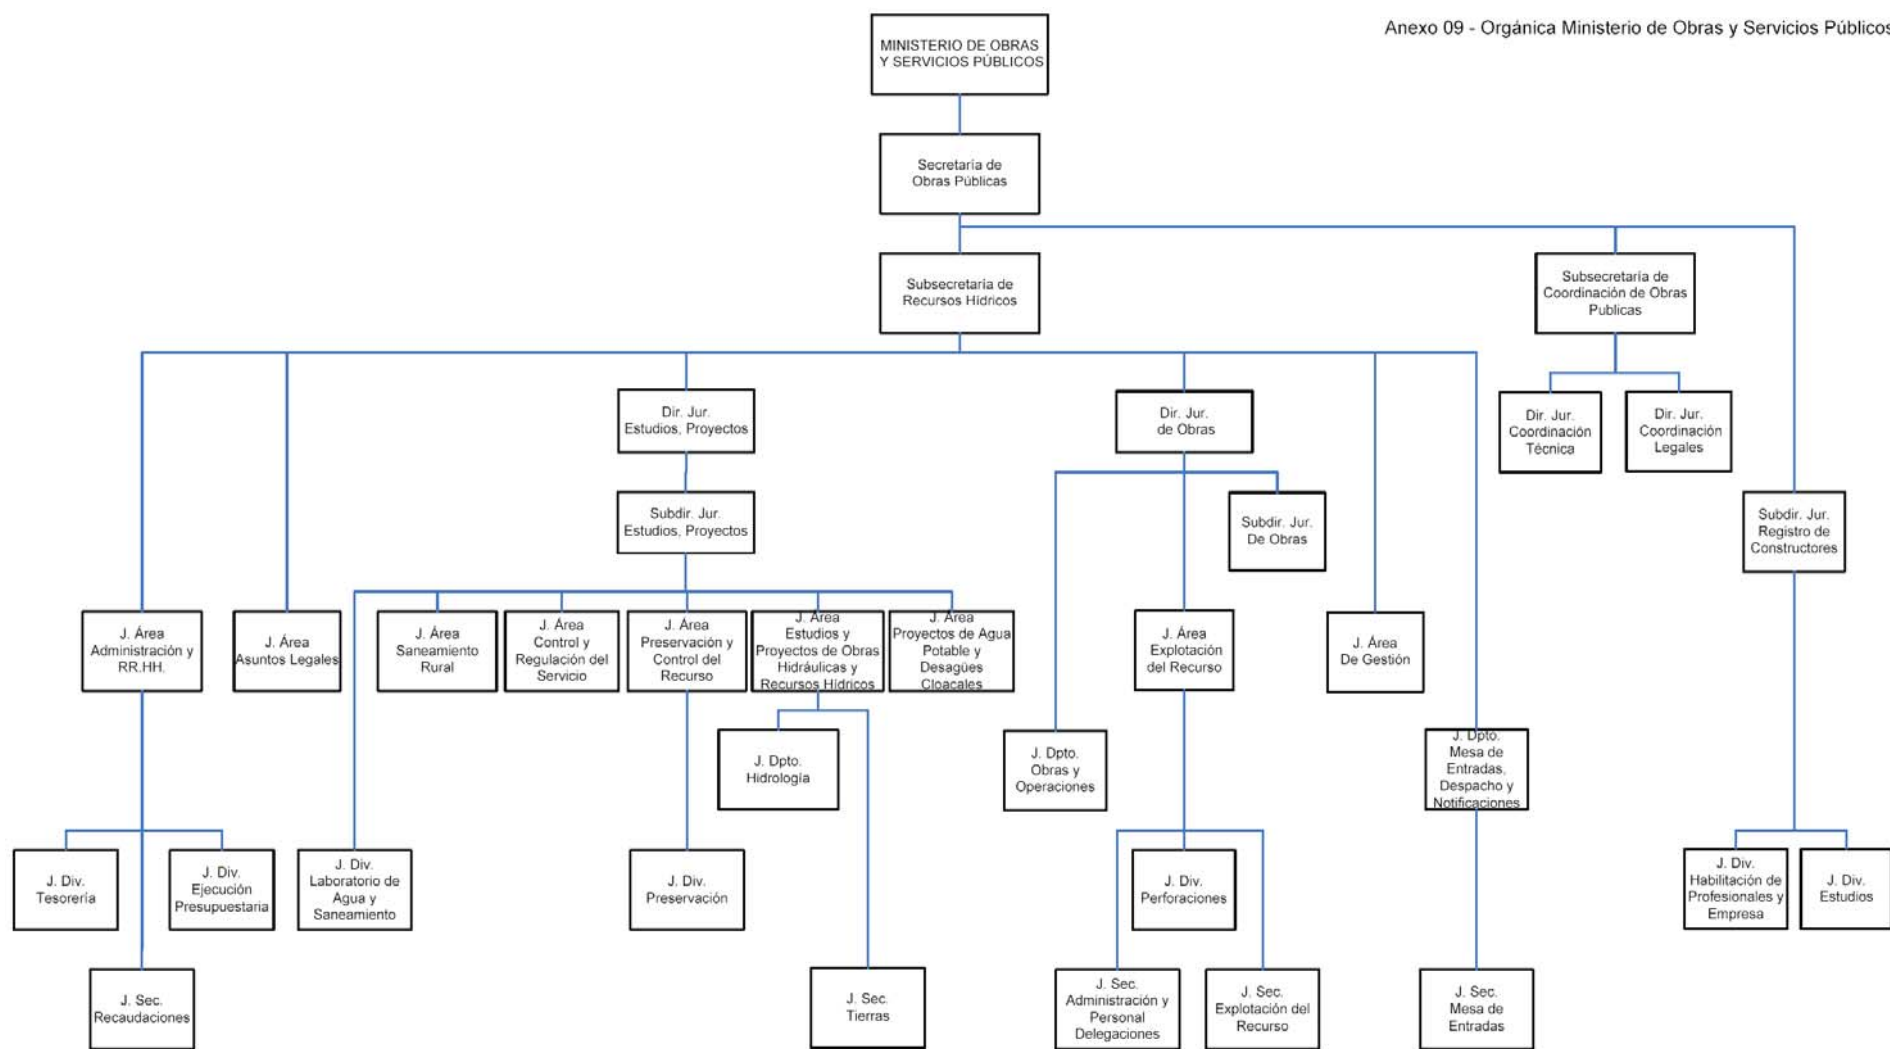 Anexo 09 - Orgánica Ministerio de Obras y Servicios Públicos
MINISTERIO DE OBRAS
Y SERVICIOS PÚBLICOS
Secretaría de
Obras Públicas
Subsecretaría de
Recursos Hídricos
Subsecretaría de
Coordinación de Obras
Publicas
Dir. Jur.
Estudios, Proyectos
Dir. Jur.
de Obras
Dir. Jur.
Coordinación
Técnica
Dir. Jur.
Coordinación
Legales
Subdir. Jur.
Estudios, Proyectos
Subdir. Jur.
De Obras
Subdir. Jur.
Registro de
Constructores
J. Área
Administración y
RR.HH.
J. Área
Asuntos Legales
J. Área
Saneamiento
Rural
J. Área
Control y
Regulación del
Servicio
J. Área
Preservación y
Control del
Recurso
J. Área
Estudios y
Proyectos de Obras
Hidráulicas y
Recursos Hídricos
J. Área
Proyectos de Agua
Potable y
Desagües
Cloacales
J. Área
Explotación
del Recurso
J. Área
De Gestión
J. Dpto.
Hidrología
J. Dpto.
Obras y
Operaciones
J. Dpto.
Mesa de
Entradas,
Despacho y
Notificaciones
J. Div.
Tesorería
J. Div.
Ejecución
Presupuestaria
J. Div.
Laboratorio de
Agua y
Saneamiento
J. Div.
Preservación
J. Div.
Perforaciones
J. Div.
Habilitación de
Profesionales y
Empresa
J. Div.
Estudios
J. Sec.
Recaudaciones
J. Sec.
Tierras
J. Sec.
Administración y
Personal
Delegaciones
J. Sec.
Explotación del
Recurso
J. Sec.
Mesa de
Entradas